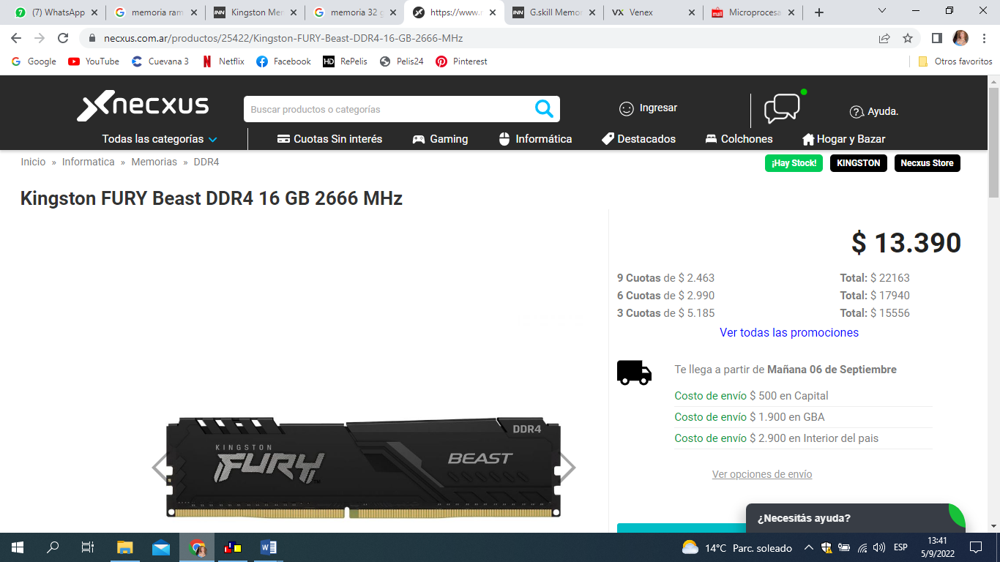 (7) WhatsApp
memoria ram
Kingston Mem
memoria 32 g
https://www.n
G.skill Memo
Venex
Microprocesa
necxus.com.ar/productos/25422/Kingston-FURY-Beast-DDR4-16-GB-2666-MHz
Google YouTube Cuevana 3 Netflix Facebook RePelis Pelis24 Pinterest Otros favoritos
necxus
Buscar productos o categorías
Ingresar
Ayuda.
Todas las categorías Cuotas Sin interés Gaming Informática Destacados Colchones Hogar y Bazar
Inicio » Informatica » Memorias » DDR4
¡Hay Stock! KINGSTON Necxus Store
Kingston FURY Beast DDR4 16 GB 2666 MHz
$ 13.390
9 Cuotas de $ 2.463 Total: $ 22163
6 Cuotas de $ 2.990 Total: $ 17940
3 Cuotas de $ 5.185 Total: $ 15556
Ver todas las promociones
Te llega a partir de Mañana 06 de Septiembre
Costo de envío $ 500 en Capital
Costo de envío $ 1.900 en GBA
Costo de envío $ 2.900 en Interior del pais
Ver opciones de envío
DDR4
KINGSTON
FURY
BEAST
¿Necesitás ayuda?
14°C Parc. soleado
ESP
13:41
5/9/2022